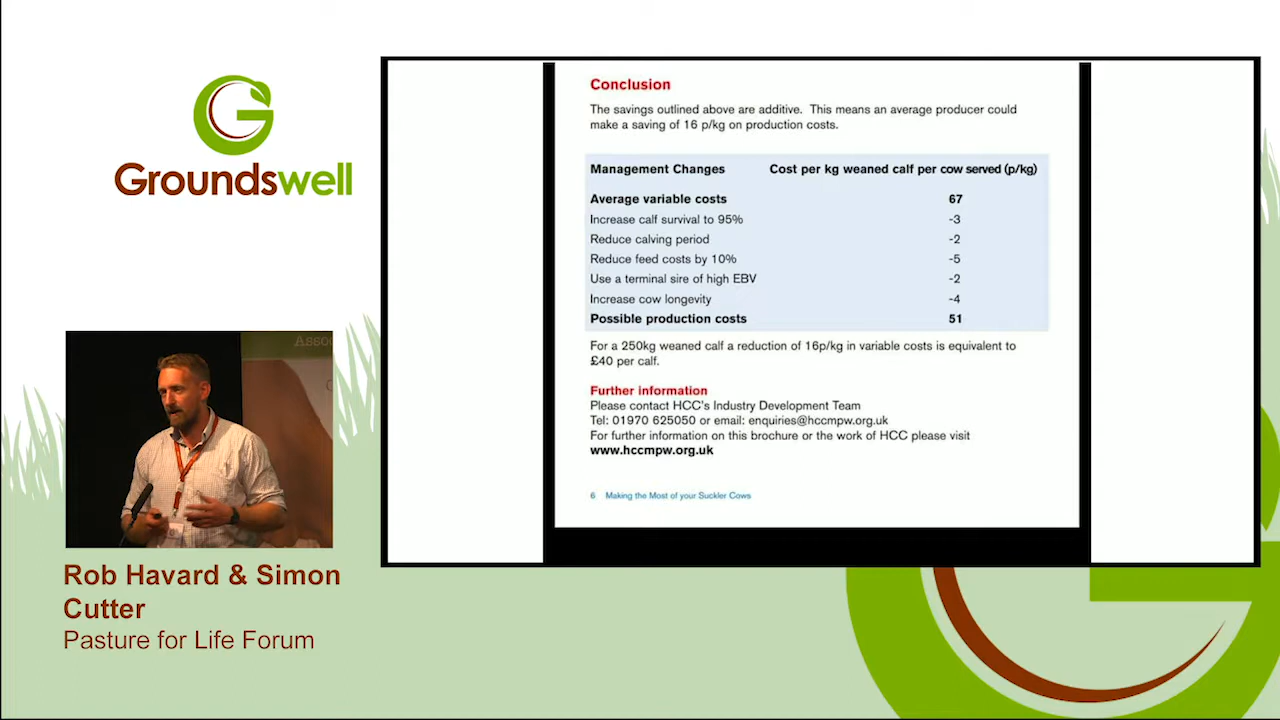 Groundswell
Rob Havard & Simon
Cutter
Pasture for Life Forum
Conclusion
The savings outlined above are additive. This means an average producer could
make a saving of 16 p/kg on production costs.
Management Changes Cost per kg weaned calf per cow served (p/kg)
Average variable costs 67
Increase calf survival to 95% -3
Reduce calving period -2
Reduce feed costs by 10% -5
Use a terminal sire of high EBV -2
Increase cow longevity -4
Possible production costs 51
For a 250kg weaned calf a reduction of 16p/kg in variable costs is equivalent to
£40 per calf.
Further information
Please contact HCC's Industry Development Team
Tel: 01970 625050 or email: enquiries@hccmpw.org.uk
For further information on this brochure or the work of HCC please visit
www.hccmpw.org.uk
6 Making the Most of your Suckler Cows